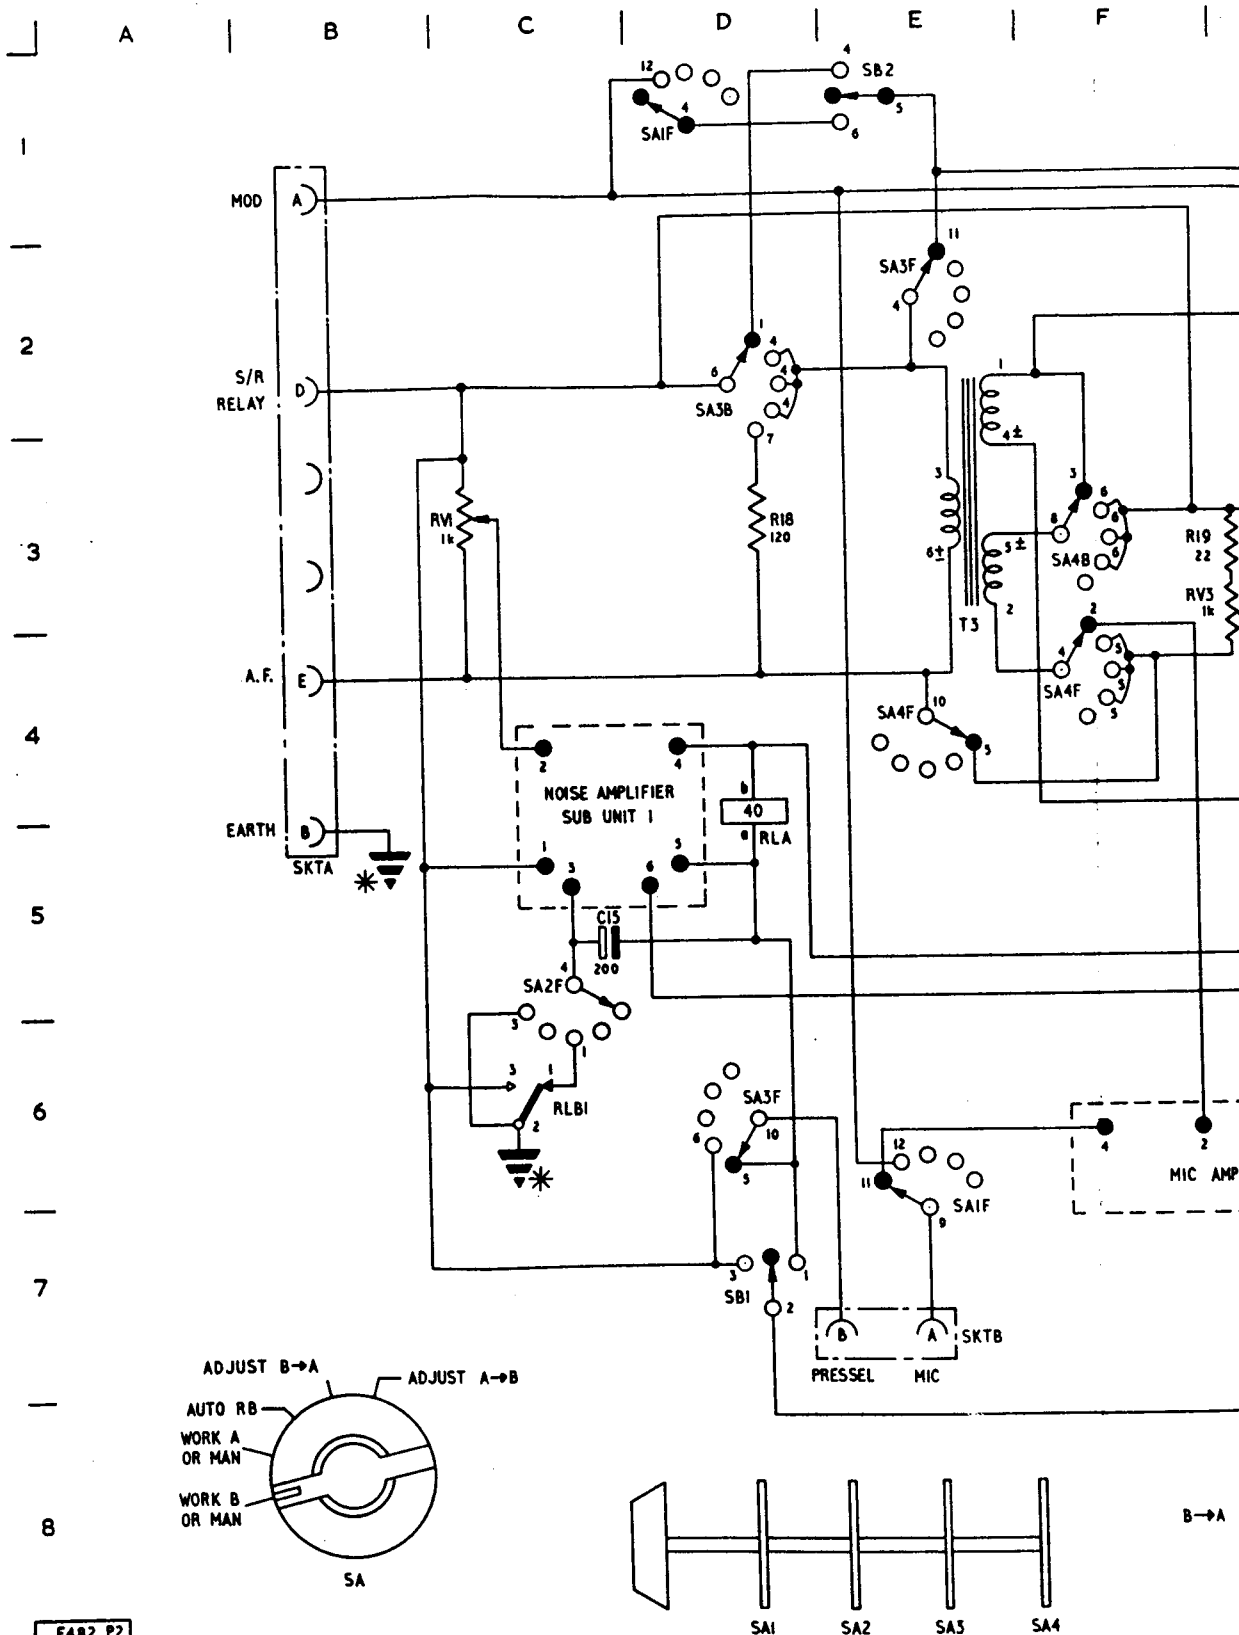 A B C D E F
1
2
3
4
5
6
7
8
12
4
SA1F
4
SB2
5
6
MOD A
11
SA3F
4
S/R
RELAY D
1
6
4
4
4
SA3B
7
1
4 ±
3
6 ±
5 ±
2
T3
3
8
6
6
6
SA4B
RV1
1k
R18
120
R19
22
RV3
1k
2
4
5
5
5
SA4F
A.F. E
10
SA4F
5
2
4
NOISE AMPLIFIER
SUB UNIT 1
b
40
a RLA
1
3
6
5
EARTH B
SKTA
C15
200
4
SA2F
5
1
3 1
RLB1
2
SA3F
10
6
5
12
11
SA1F
9
4
2
MIC AMP
3
1
SB1
2
B A SKTB
PRESSEL MIC
ADJUST B→A
ADJUST A→B
AUTO RB
WORK A
OR MAN
WORK B
OR MAN
SA
B→A
SA1 SA2 SA3 SA4
F482 P2